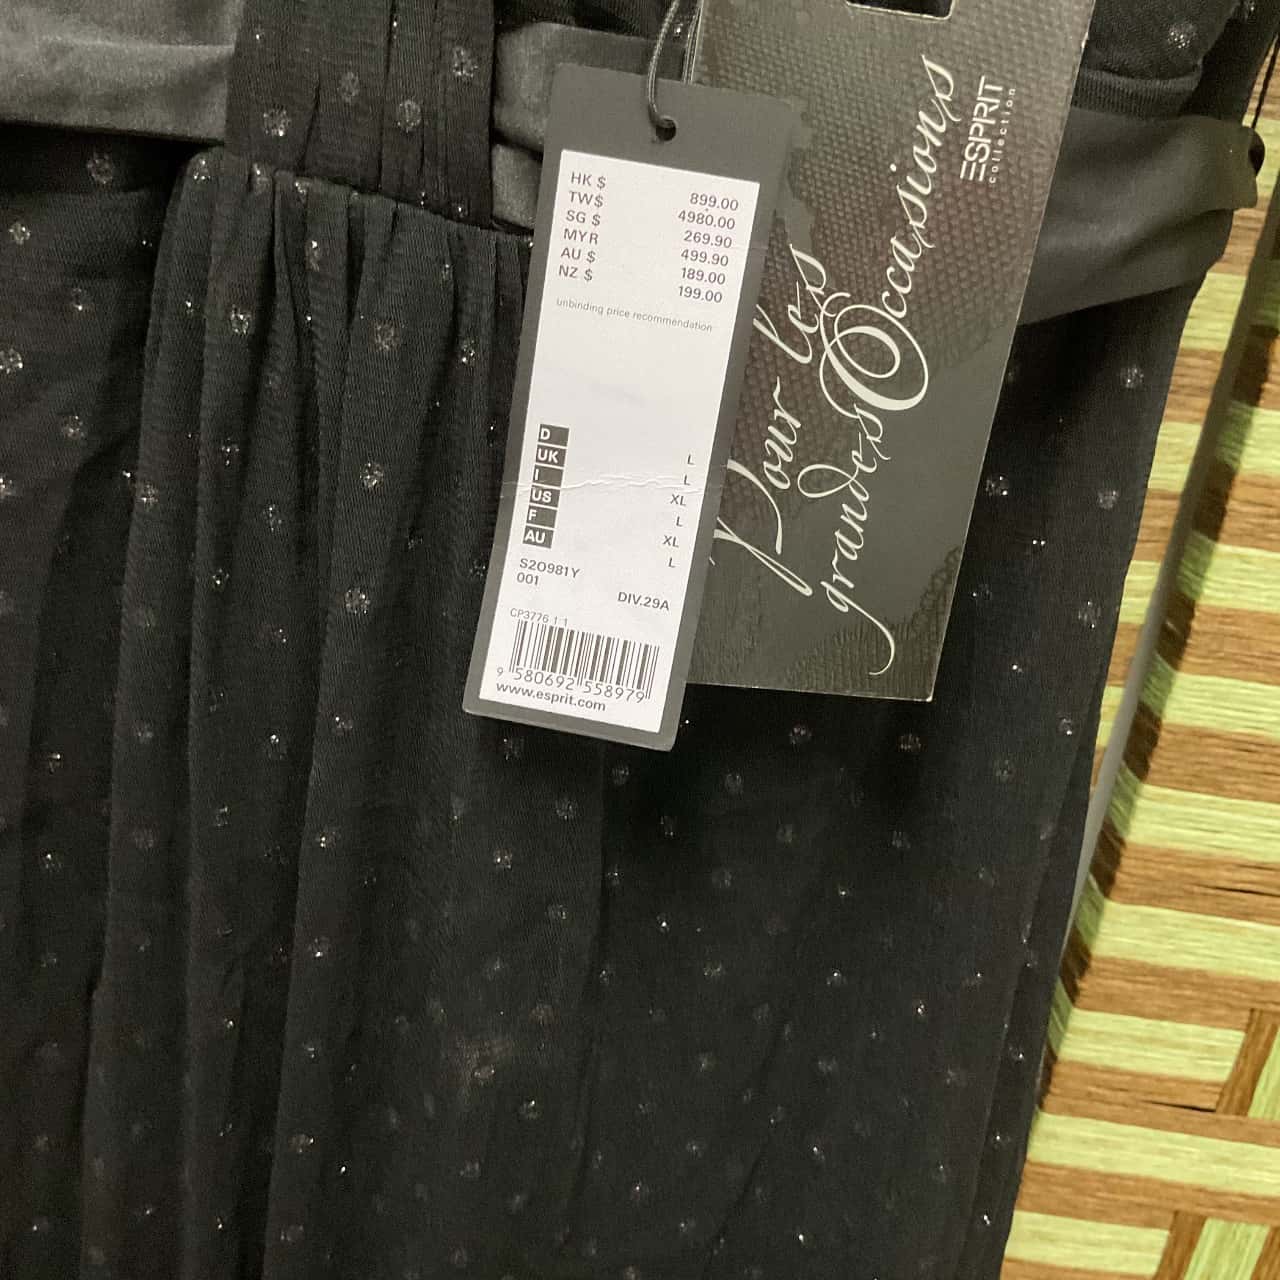 HK $ 899.00
TW$ 4980.00
SG $ 269.90
MYR 499.90
AU $ 189.00
NZ $ 199.00
unbinding price recommendation
D L
UK L
I XL
US L
F XL
AU L
S20981Y
001
DIV.29A
CP3776 1 1
9 580692 558979
www.esprit.com
Pour les
grandes Occasions
ESPRIT
collection